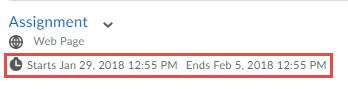 Assignment
Web Page
Starts Jan 29, 2018 12:55 PM Ends Feb 5, 2018 12:55 PM